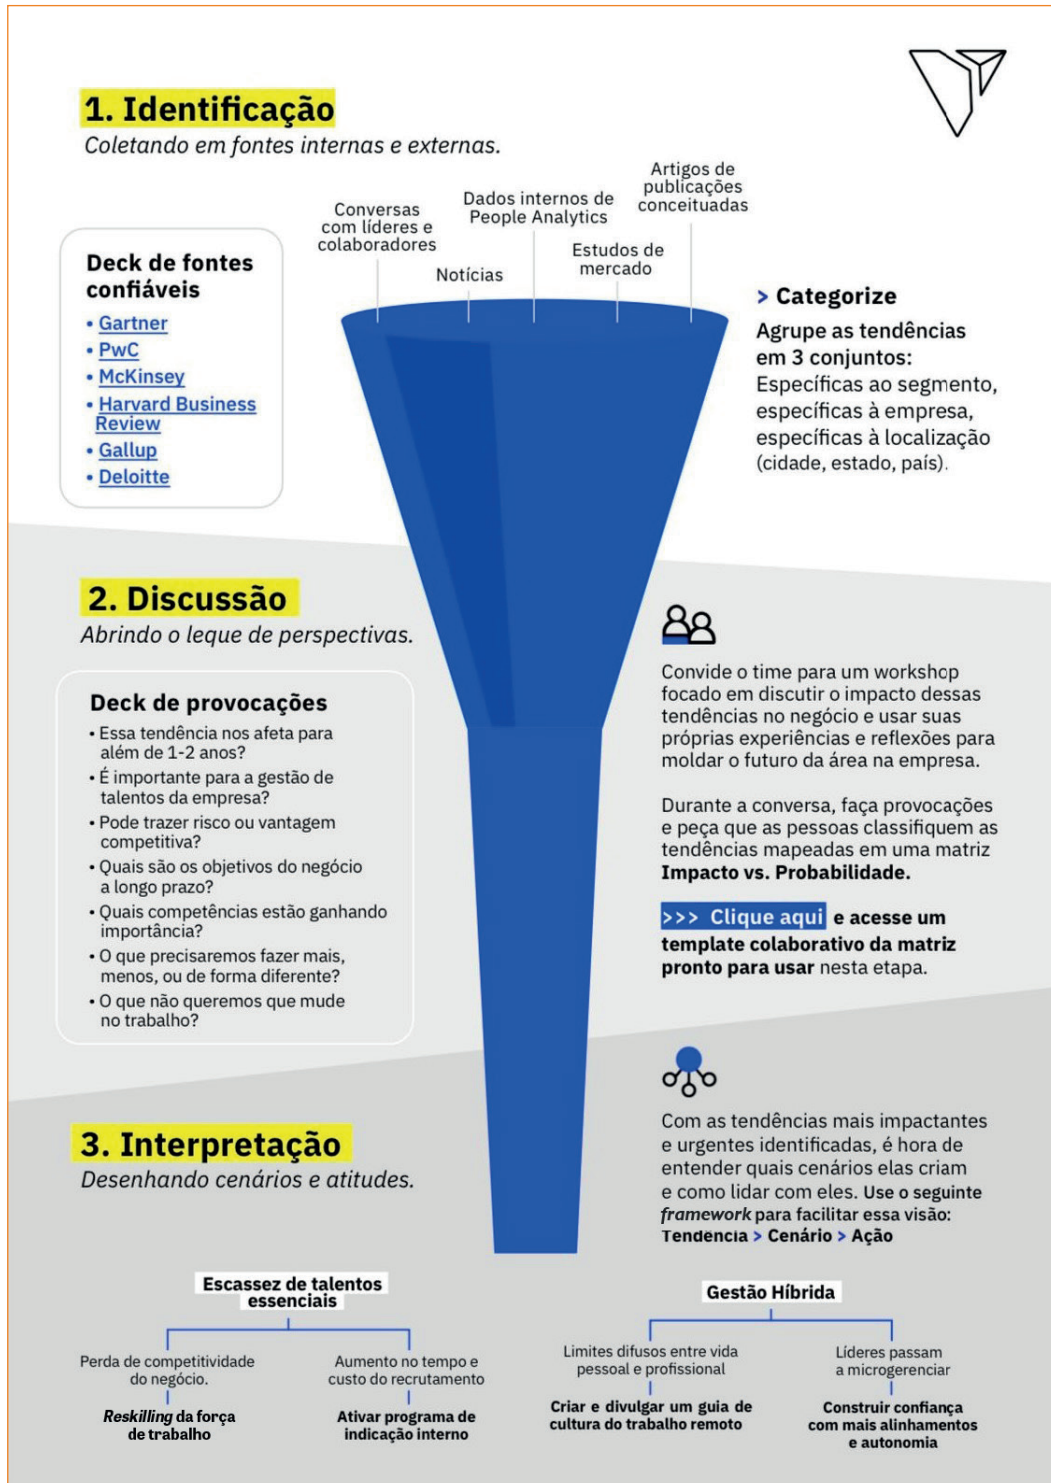 1. Identificação
Coletando em fontes internas e externas.
Conversas
com líderes e
colaboradores
Notícias
Dados internos de
People Analytics
Estudos de
mercado
Artigos de
publicações
conceituadas
Deck de fontes
confiáveis
• Gartner
• PwC
• McKinsey
• Harvard Business
Review
• Gallup
• Deloitte
> Categorize
Agrupe as tendências
em 3 conjuntos:
Específicas ao segmento,
específicas à empresa,
específicas à localização
(cidade, estado, país).
2. Discussão
Abrindo o leque de perspectivas.
Deck de provocações
• Essa tendência nos afeta para
além de 1-2 anos?
• É importante para a gestão de
talentos da empresa?
• Pode trazer risco ou vantagem
competitiva?
• Quais são os objetivos do negócio
a longo prazo?
• Quais competências estão ganhando
importância?
• O que precisaremos fazer mais,
menos, ou de forma diferente?
• O que não queremos que mude
no trabalho?
Convide o time para um workshop
focado em discutir o impacto dessas
tendências no negócio e usar suas
próprias experiências e reflexões para
moldar o futuro da área na empresa.
Durante a conversa, faça provocações
e peça que as pessoas classifiquem as
tendências mapeadas em uma matriz
Impacto vs. Probabilidade.
>>> Clique aqui e acesse um
template colaborativo da matriz
pronto para usar nesta etapa.
3. Interpretação
Desenhando cenários e atitudes.
Com as tendências mais impactantes
e urgentes identificadas, é hora de
entender quais cenários elas criam
e como lidar com eles. Use o seguinte
framework para facilitar essa visão:
Tendência > Cenário > Ação
Escassez de talentos
essenciais
Perda de competitividade
do negócio.
Reskilling da força
de trabalho
Aumento no tempo e
custo do recrutamento
Ativar programa de
indicação interno
Gestão Híbrida
Limites difusos entre vida
pessoal e profissional
Criar e divulgar um guia de
cultura do trabalho remoto
Líderes passam
a microgerenciar
Construir confiança
com mais alinhamentos
e autonomia